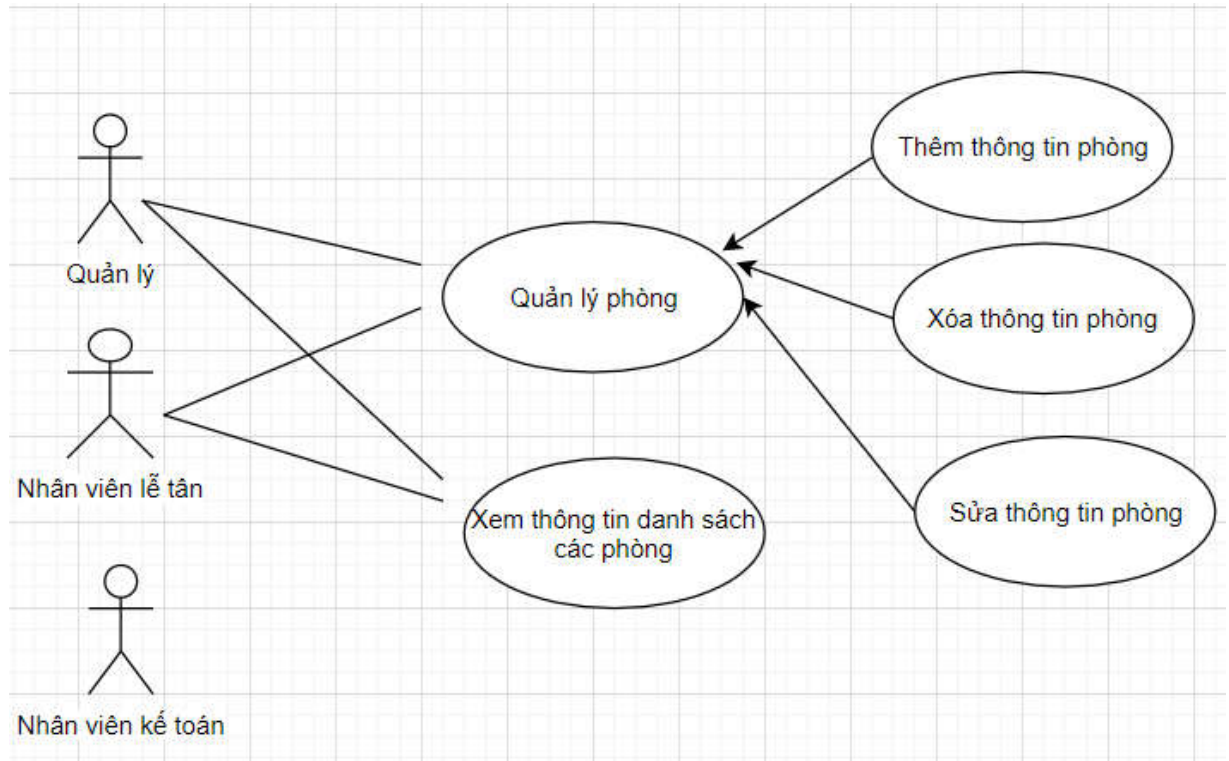 Thêm thông tin phòng
Quản lý
Quản lý phòng
Xóa thông tin phòng
Nhân viên lễ tân
Xem thông tin danh sách
các phòng
Sửa thông tin phòng
Nhân viên kế toán